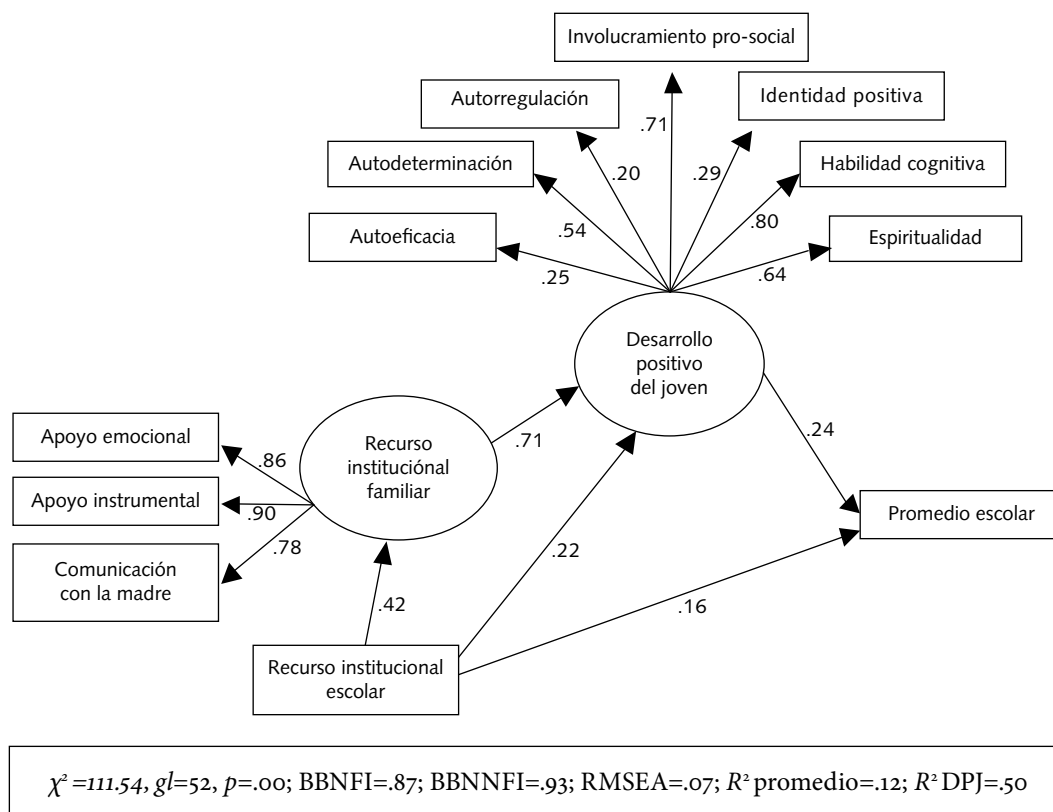 Involucramiento pro-social
Identidad positiva
Autorregulación
.71
Autodeterminación
Habilidad cognitiva
.20
.29
.54
.80
Autoeficacia
Espiritualidad
.25
.64
Desarrollo
positivo
del joven
Apoyo emocional
.86
Recurso
instituciónal
familiar
.71
.24
Apoyo instrumental
.90
Promedio escolar
.78
Comunicación
con la madre
.22
.42
.16
Recurso institucional
escolar
χ²=111.54, gl=52, p=.00; BBNFI=.87; BBNNFI=.93; RMSEA=.07; R² promedio=.12; R² DPJ=.50